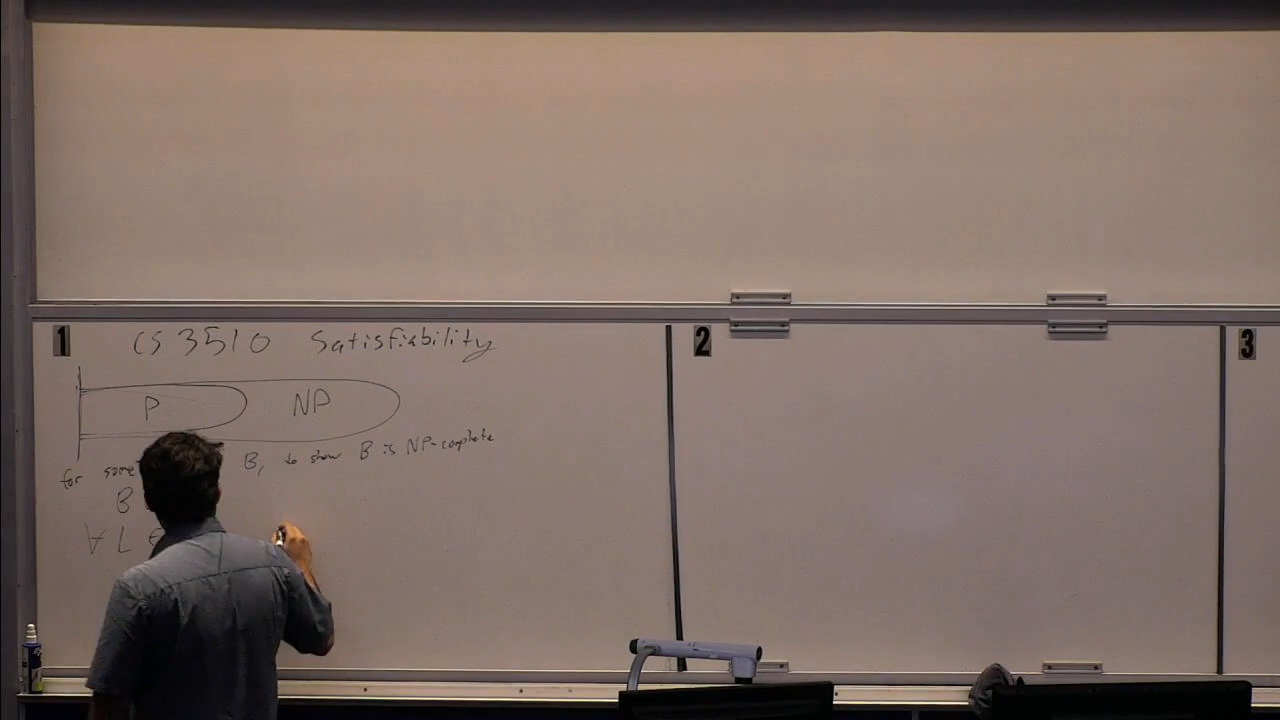 1
CS 3510 Satisfiability
P NP
for some B, to show B is NP-complete
B
∀ L ∈
2
3